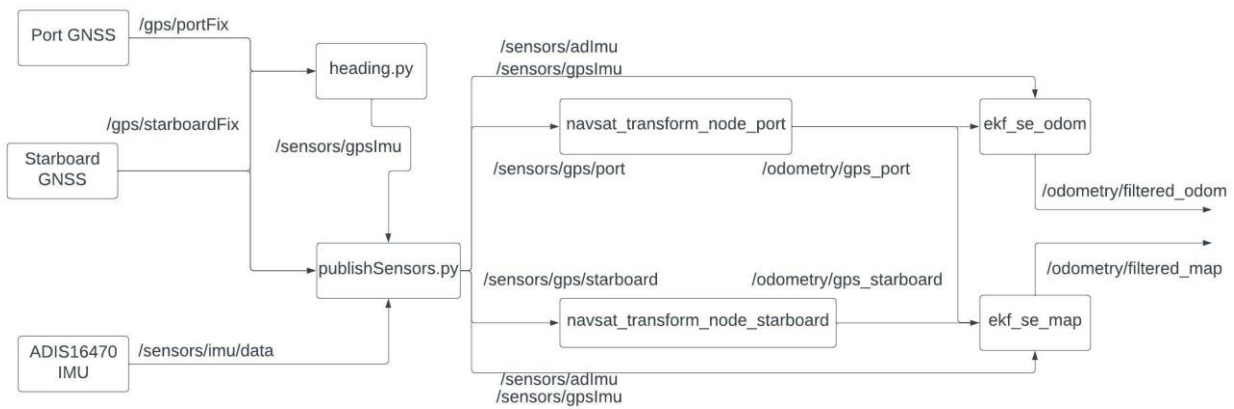 Port GNSS
/gps/portFix
heading.py
/sensors/adImu
/sensors/gpsImu
navsat_transform_node_port
ekf_se_odom
/gps/starboardFix
/sensors/gpsImu
Starboard
GNSS
/sensors/gps/port
/odometry/gps_port
/odometry/filtered_odom
publishSensors.py
/sensors/gps/starboard
/odometry/gps_starboard
/odometry/filtered_map
navsat_transform_node_starboard
ekf_se_map
ADIS16470
IMU
/sensors/imu/data
/sensors/adImu
/sensors/gpsImu